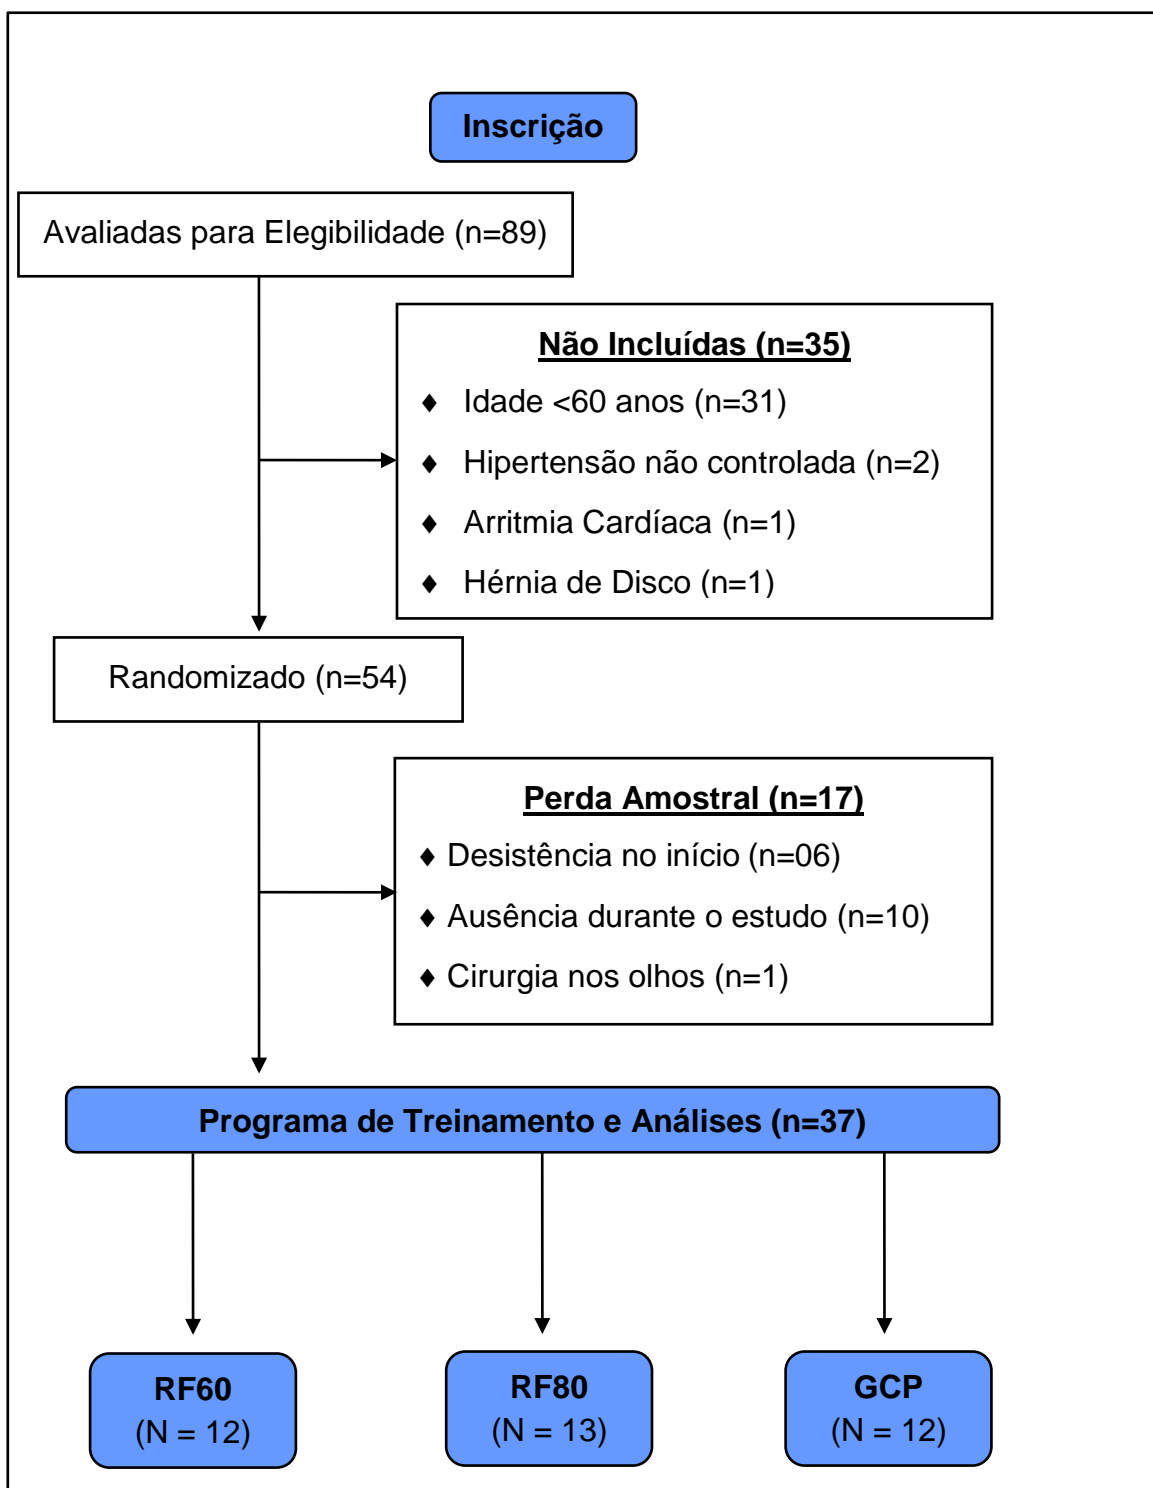 Inscrição
Avaliadas para Elegibilidade (n=89)
Não Incluídas (n=35)
♦ Idade <60 anos (n=31)
♦ Hipertensão não controlada (n=2)
♦ Arritmia Cardíaca (n=1)
♦ Hérnia de Disco (n=1)
Randomizado (n=54)
Perda Amostral (n=17)
♦ Desistência no início (n=06)
♦ Ausência durante o estudo (n=10)
♦ Cirurgia nos olhos (n=1)
Programa de Treinamento e Análises (n=37)
RF60
(N = 12)
RF80
(N = 13)
GCP
(N = 12)